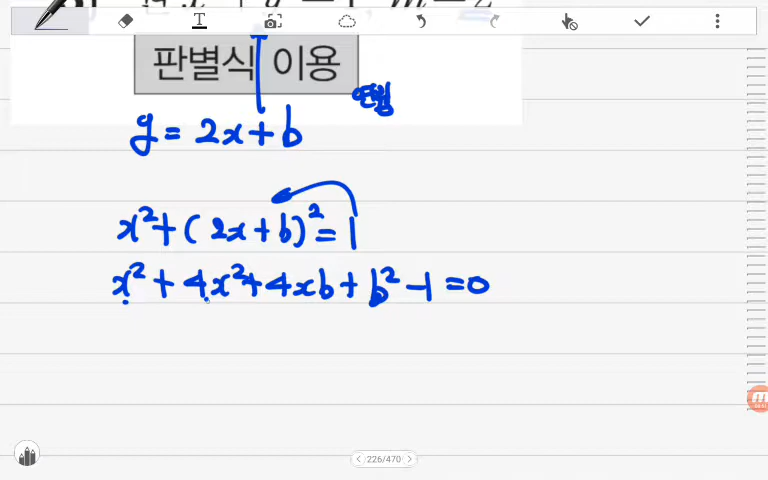 판별식 이용
연립
y = 2x + b
x² + (2x + b)² = 1
x² + 4x² + 4xb + b² - 1 = 0
226/470